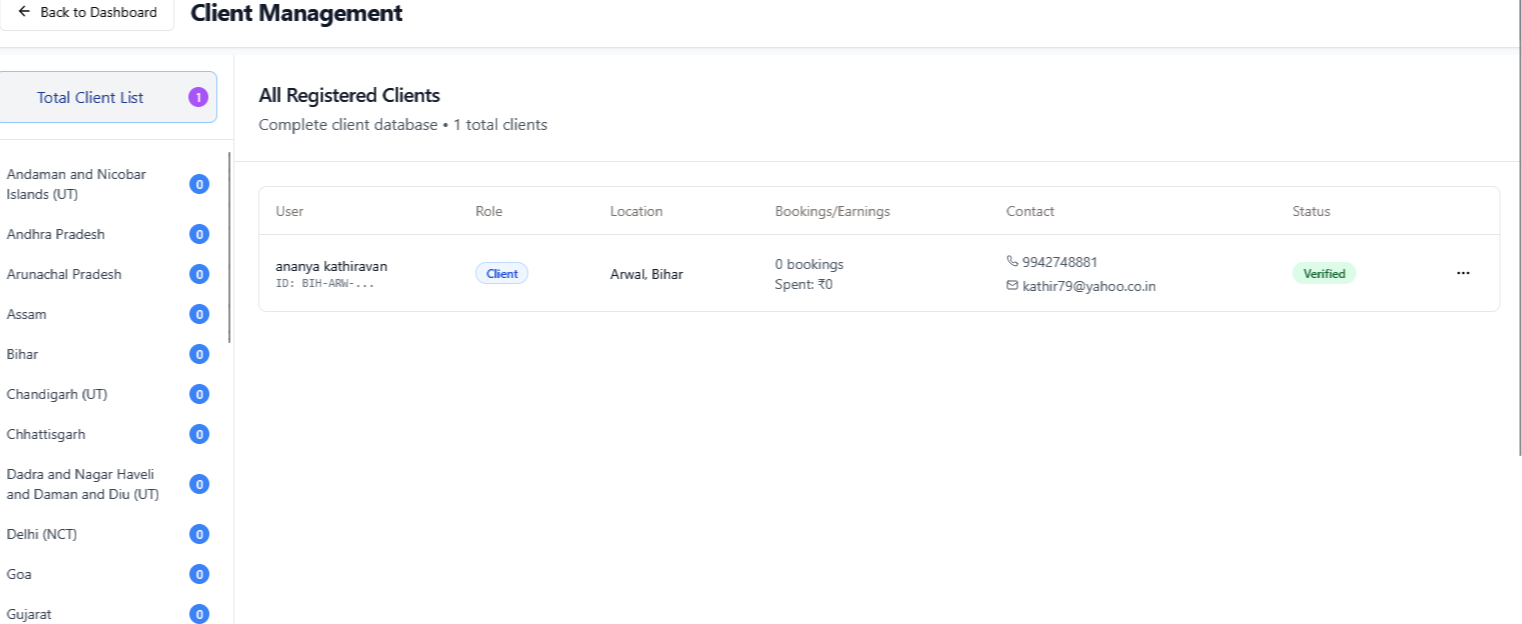 Back to Dashboard
Client Management
Total Client List 1
All Registered Clients
Complete client database • 1 total clients
Andaman and Nicobar
Islands (UT) 0
Andhra Pradesh 0
Arunachal Pradesh 0
Assam 0
Bihar 0
Chandigarh (UT) 0
Chhattisgarh 0
Dadra and Nagar Haveli
and Daman and Diu (UT) 0
Delhi (NCT) 0
Goa 0
Gujarat 0
User Role Location Bookings/Earnings Contact Status
ananya kathiravan
ID: BIH-ARW-...
Client
Arwal, Bihar
0 bookings
Spent: ₹0
9942748881
kathir79@yahoo.co.in
Verified